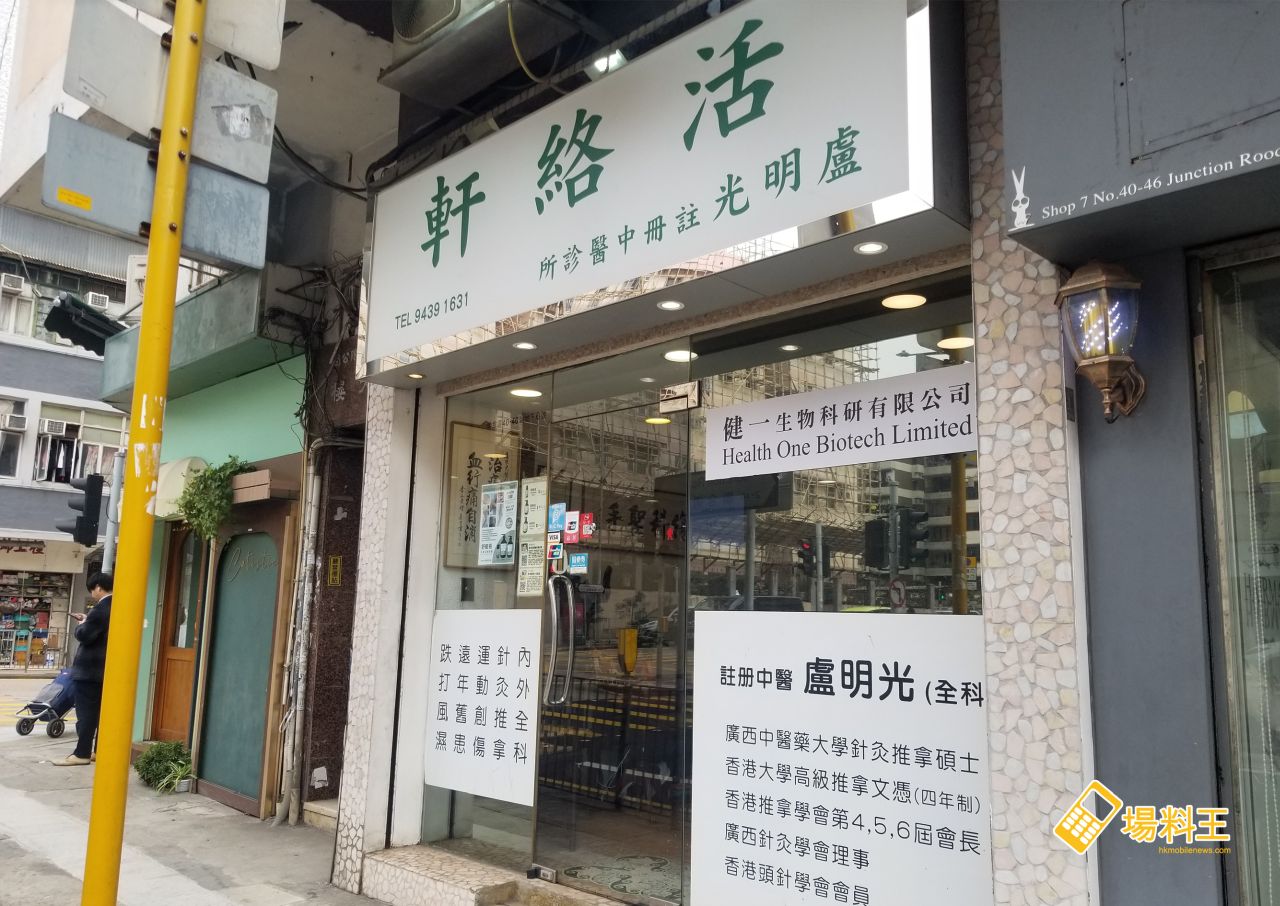 活絡軒
盧明光註冊中醫診所
TEL 9439 1631
Shop 7 No.40-46 Junction Road
健一生物科研有限公司
Health One Biotech Limited
VISA
內外全科
針灸推拿
運動創傷
遠年舊患
跌打風濕
註册中醫 盧明光 (全科
廣西中醫藥大學針灸推拿碩士
香港大學高級推拿文憑(四年制)
香港推拿學會第4,5,6屆會長
廣西針灸學會理事
香港頭針學會會員
場料王
hkmobilenews.com